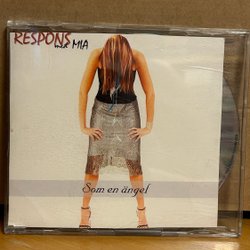 RESPONS
med MIA
Som en ängel